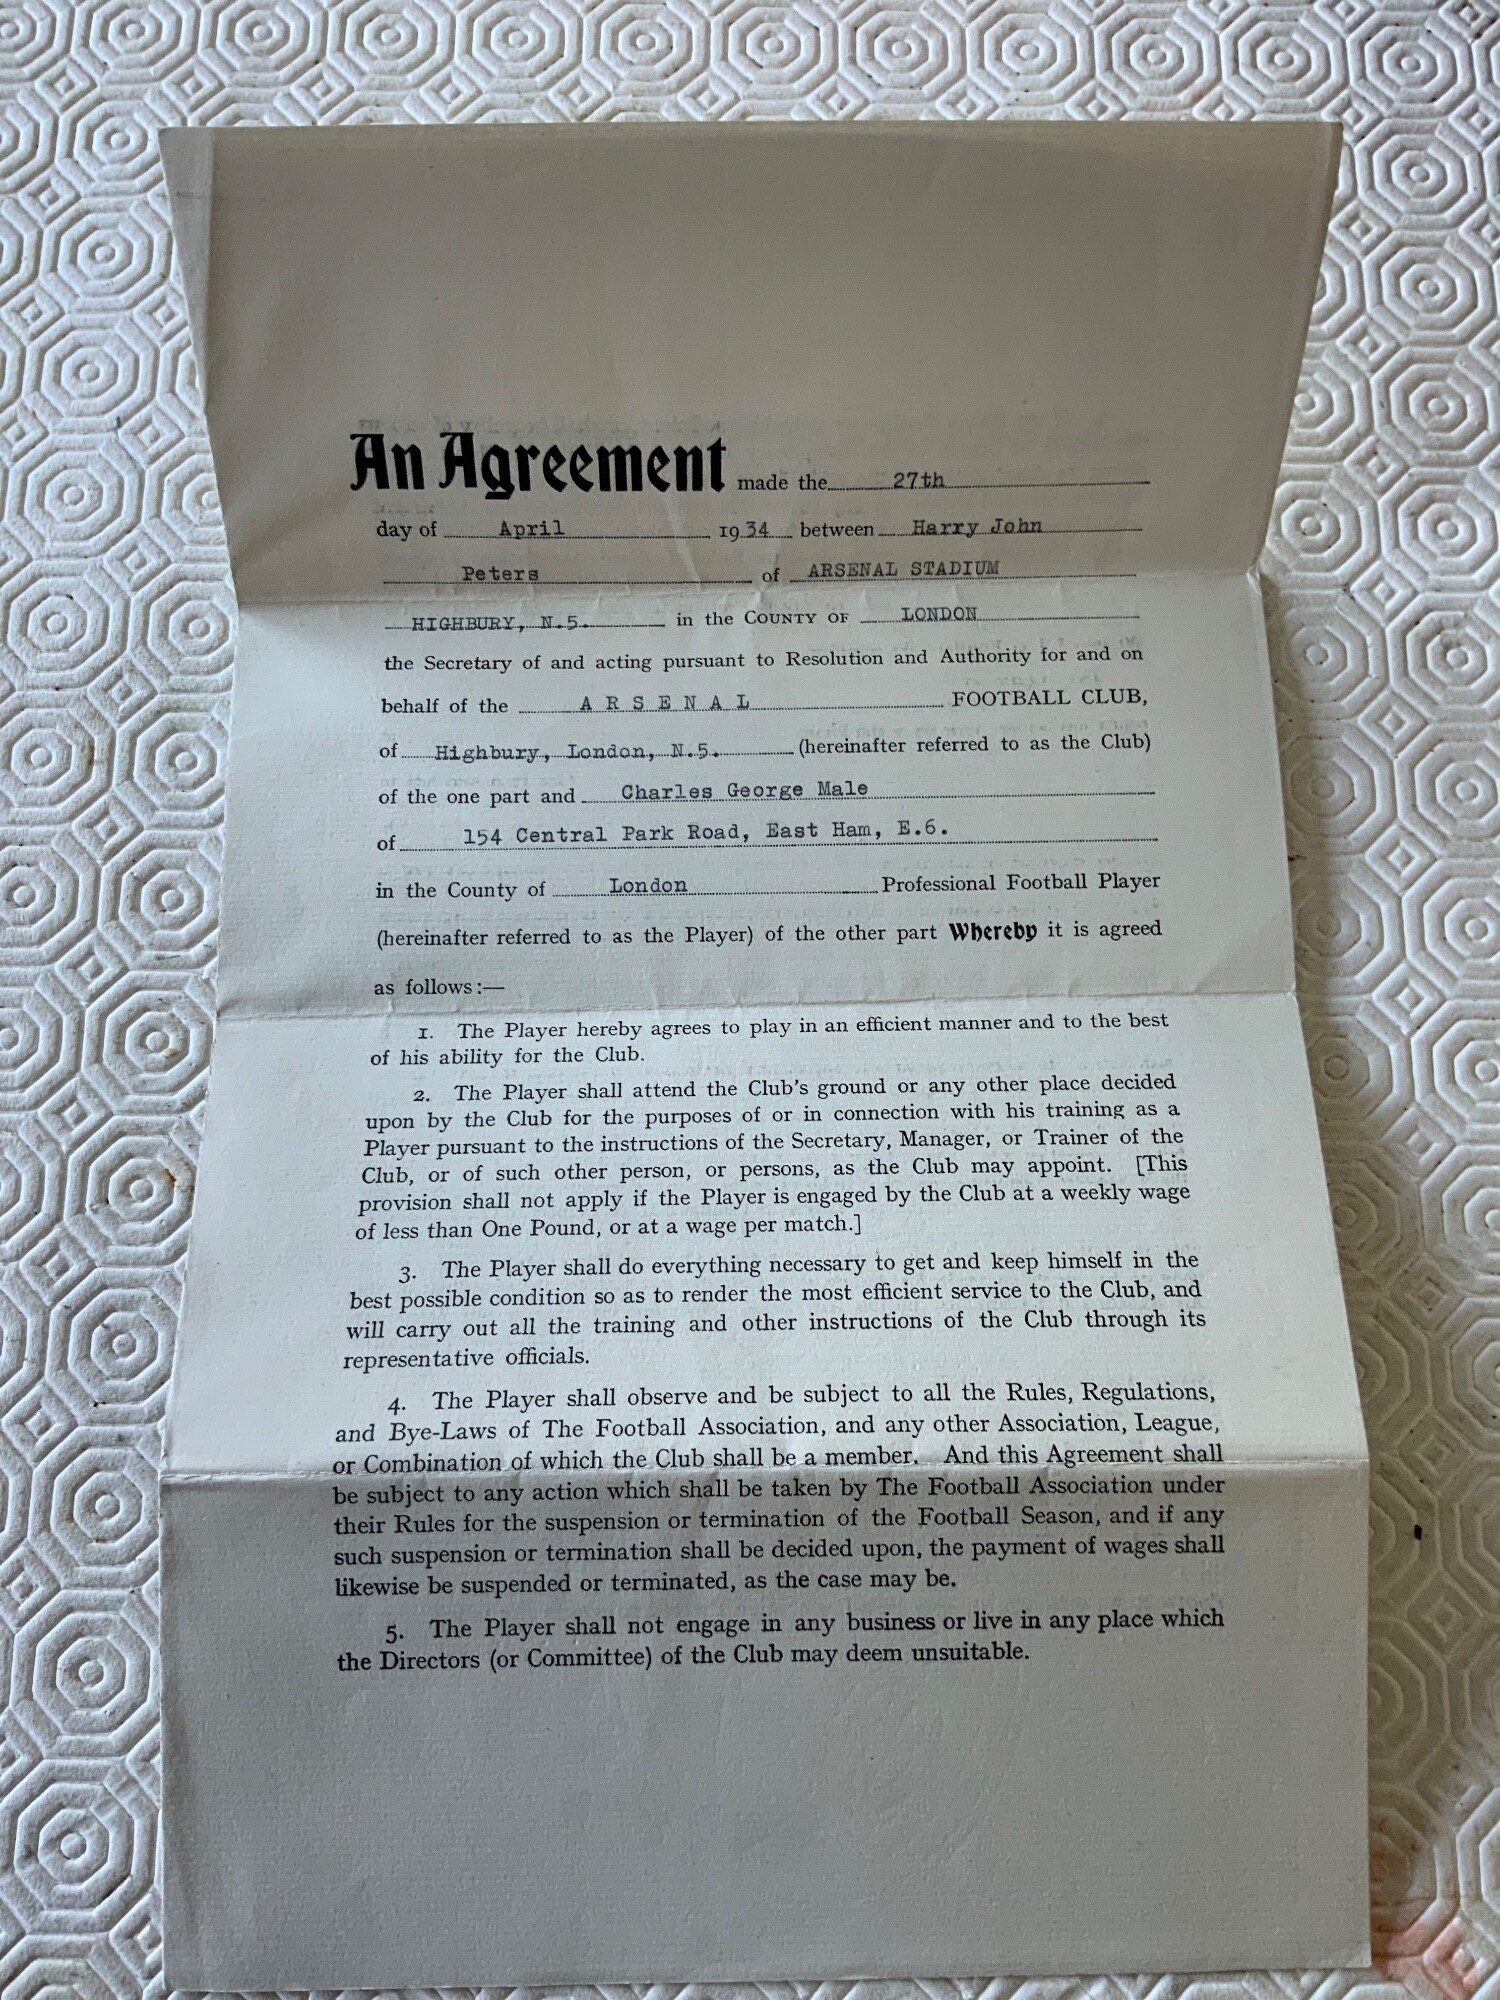 An Agreement made the 27th
day of April 1934 between Harry John
Peters of ARSENAL STADIUM
HIGHBURY, N.5. in the COUNTY OF LONDON
the Secretary of and acting pursuant to Resolution and Authority for and on
behalf of the A R S E N A L FOOTBALL CLUB,
of Highbury, London, N.5. (hereinafter referred to as the Club)
of the one part and Charles George Male
of 154 Central Park Road, East Ham, E.6.
in the County of London Professional Football Player
(hereinafter referred to as the Player) of the other part Whereby it is agreed
as follows:—
1. The Player hereby agrees to play in an efficient manner and to the best
of his ability for the Club.
2. The Player shall attend the Club's ground or any other place decided
upon by the Club for the purposes of or in connection with his training as a
Player pursuant to the instructions of the Secretary, Manager, or Trainer of the
Club, or of such other person, or persons, as the Club may appoint. [This
provision shall not apply if the Player is engaged by the Club at a weekly wage
of less than One Pound, or at a wage per match.]
3. The Player shall do everything necessary to get and keep himself in the
best possible condition so as to render the most efficient service to the Club, and
will carry out all the training and other instructions of the Club through its
representative officials.
4. The Player shall observe and be subject to all the Rules, Regulations,
and Bye-Laws of The Football Association, and any other Association, League,
or Combination of which the Club shall be a member. And this Agreement shall
be subject to any action which shall be taken by The Football Association under
their Rules for the suspension or termination of the Football Season, and if any
such suspension or termination shall be decided upon, the payment of wages shall
likewise be suspended or terminated, as the case may be.
5. The Player shall not engage in any business or live in any place which
the Directors (or Committee) of the Club may deem unsuitable.